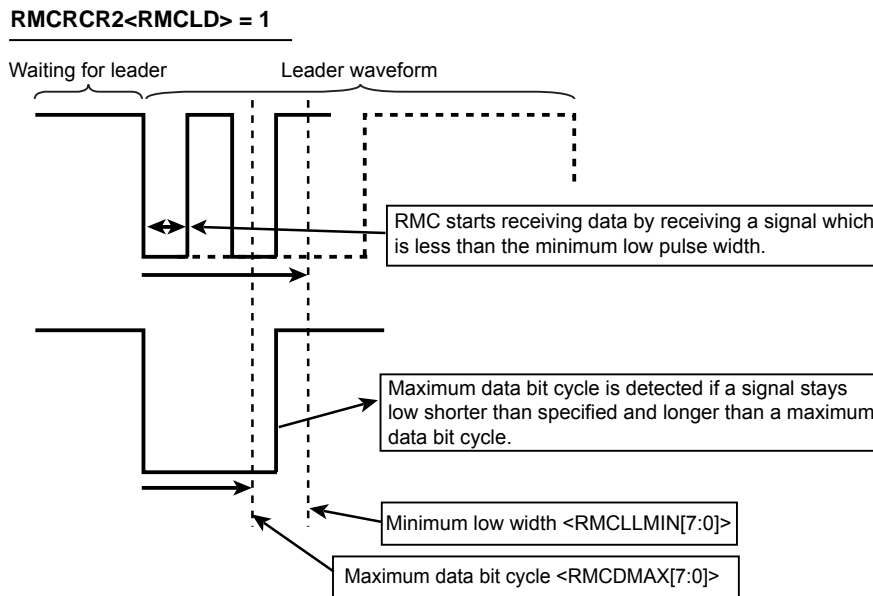 RMCRCR2<RMCLD> = 1
Waiting for leader
Leader waveform
RMC starts receiving data by receiving a signal which
is less than the minimum low pulse width.
Maximum data bit cycle is detected if a signal stays
low shorter than specified and longer than a maximum
data bit cycle.
Minimum low width <RMCLLMIN[7:0]>
Maximum data bit cycle <RMCDMAX[7:0]>